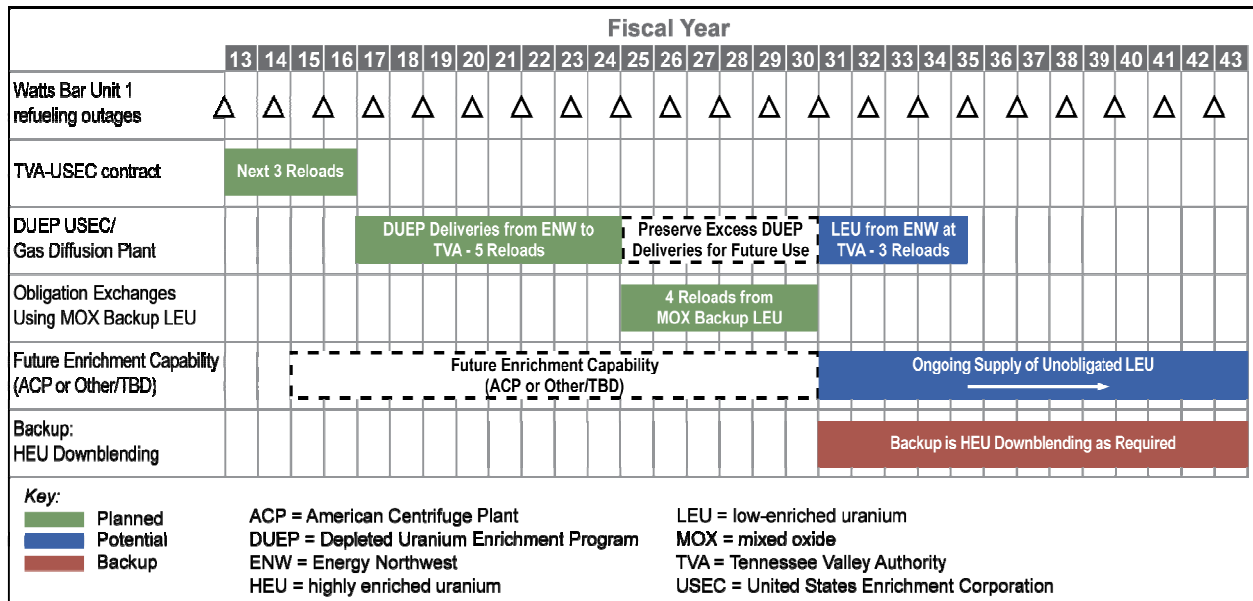 Fiscal Year
13 14 15 16 17 18 19 20 21 22 23 24 25 26 27 28 29 30 31 32 33 34 35 36 37 38 39 40 41 42 43
Watts Bar Unit 1
refueling outages
TVA-USEC contract
Next 3 Reloads
DUEP USEC/
Gas Diffusion Plant
DUEP Deliveries from ENW to
TVA - 5 Reloads
Preserve Excess DUEP
Deliveries for Future Use
LEU from ENW at
TVA - 3 Reloads
Obligation Exchanges
Using MOX Backup LEU
4 Reloads from
MOX Backup LEU
Future Enrichment Capability
(ACP or Other/TBD)
Future Enrichment Capability
(ACP or Other/TBD)
Ongoing Supply of Unobligated LEU
Backup:
HEU Downblending
Backup is HEU Downblending as Required
Key:
Planned
Potential
Backup
ACP = American Centrifuge Plant
DUEP = Depleted Uranium Enrichment Program
ENW = Energy Northwest
HEU = highly enriched uranium
LEU = low-enriched uranium
MOX = mixed oxide
TVA = Tennessee Valley Authority
USEC = United States Enrichment Corporation